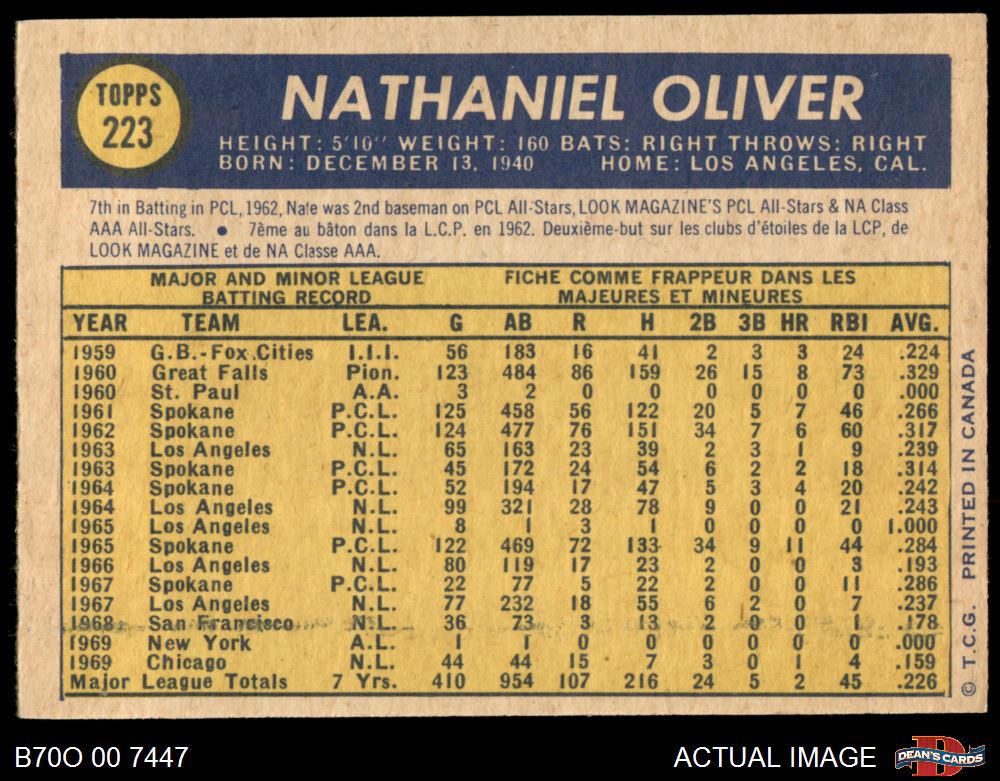 TOPPS
223
NATHANIEL OLIVER
HEIGHT: 5'10" WEIGHT: 160 BATS: RIGHT THROWS: RIGHT
BORN: DECEMBER 13, 1940 HOME: LOS ANGELES, CAL.
7th in Batting in PCL, 1962, Nate was 2nd baseman on PCL All-Stars, LOOK MAGAZINE'S PCL All-Stars & NA Class
AAA All-Stars. ● 7ème au bâton dans la L.C.P. en 1962. Deuxième-but sur les clubs d'étoiles de la LCP, de
LOOK MAGAZINE et de NA Classe AAA.
MAJOR AND MINOR LEAGUE FICHE COMME FRAPPEUR DANS LES
BATTING RECORD MAJEURES ET MINEURES
YEAR TEAM LEA. G AB R H 2B 3B HR RBI AVG.
1959 G.B.-Fox Cities I.I.I. 56 183 16 41 2 3 3 24 .224
1960 Great Falls Pion. 123 484 86 159 26 15 8 73 .329
1960 St. Paul A.A. 3 2 0 0 0 0 0 0 .000
1961 Spokane P.C.L. 125 458 56 122 20 5 7 46 .266
1962 Spokane P.C.L. 124 477 76 151 34 7 6 60 .317
1963 Los Angeles N.L. 65 163 23 39 2 3 1 9 .239
1963 Spokane P.C.L. 45 172 24 54 6 2 2 18 .314
1964 Spokane P.C.L. 52 194 17 47 5 3 4 20 .242
1964 Los Angeles N.L. 99 321 28 78 9 0 0 21 .243
1965 Los Angeles N.L. 8 1 3 1 0 0 0 0 1.000
1965 Spokane P.C.L. 122 469 72 133 34 9 11 44 .284
1966 Los Angeles N.L. 80 119 17 23 2 0 0 3 .193
1967 Spokane P.C.L. 22 77 5 22 2 0 0 11 .286
1967 Los Angeles N.L. 77 232 18 55 6 2 0 7 .237
1968 San Francisco N.L. 36 73 3 13 2 0 0 1 .178
1969 New York A.L. 1 1 0 0 0 0 0 0 .000
1969 Chicago N.L. 44 44 15 7 3 0 1 4 .159
Major League Totals 7 Yrs. 410 954 107 216 24 5 2 45 .226
© T.C.G. PRINTED IN CANADA
B70O 00 7447
ACTUAL IMAGE
D
DEAN'S CARDS